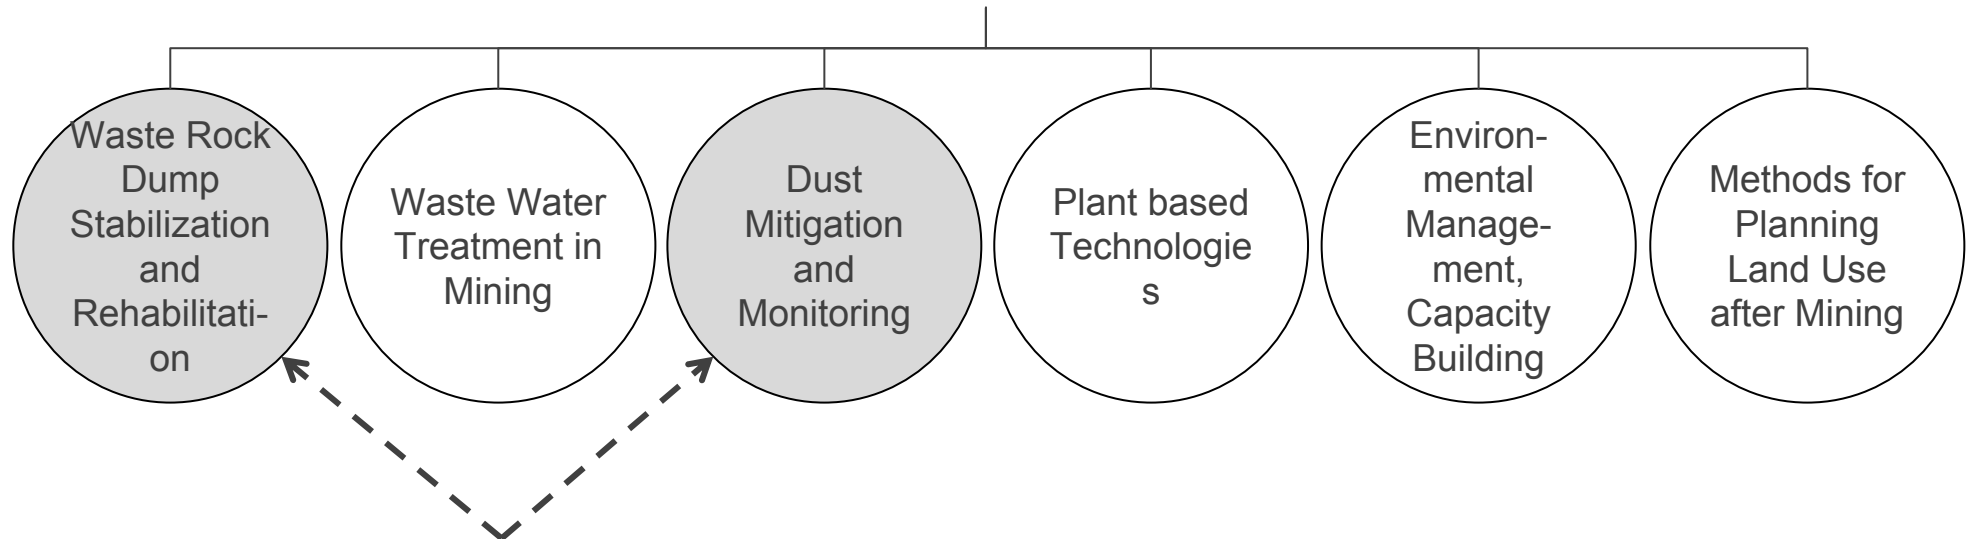 Waste Rock
Dump
Stabilization
and
Rehabilitati-
on
Waste Water
Treatment in
Mining
Dust
Mitigation
and
Monitoring
Plant based
Technologie
s
Environ-
mental
Manage-
ment,
Capacity
Building
Methods for
Planning
Land Use
after Mining